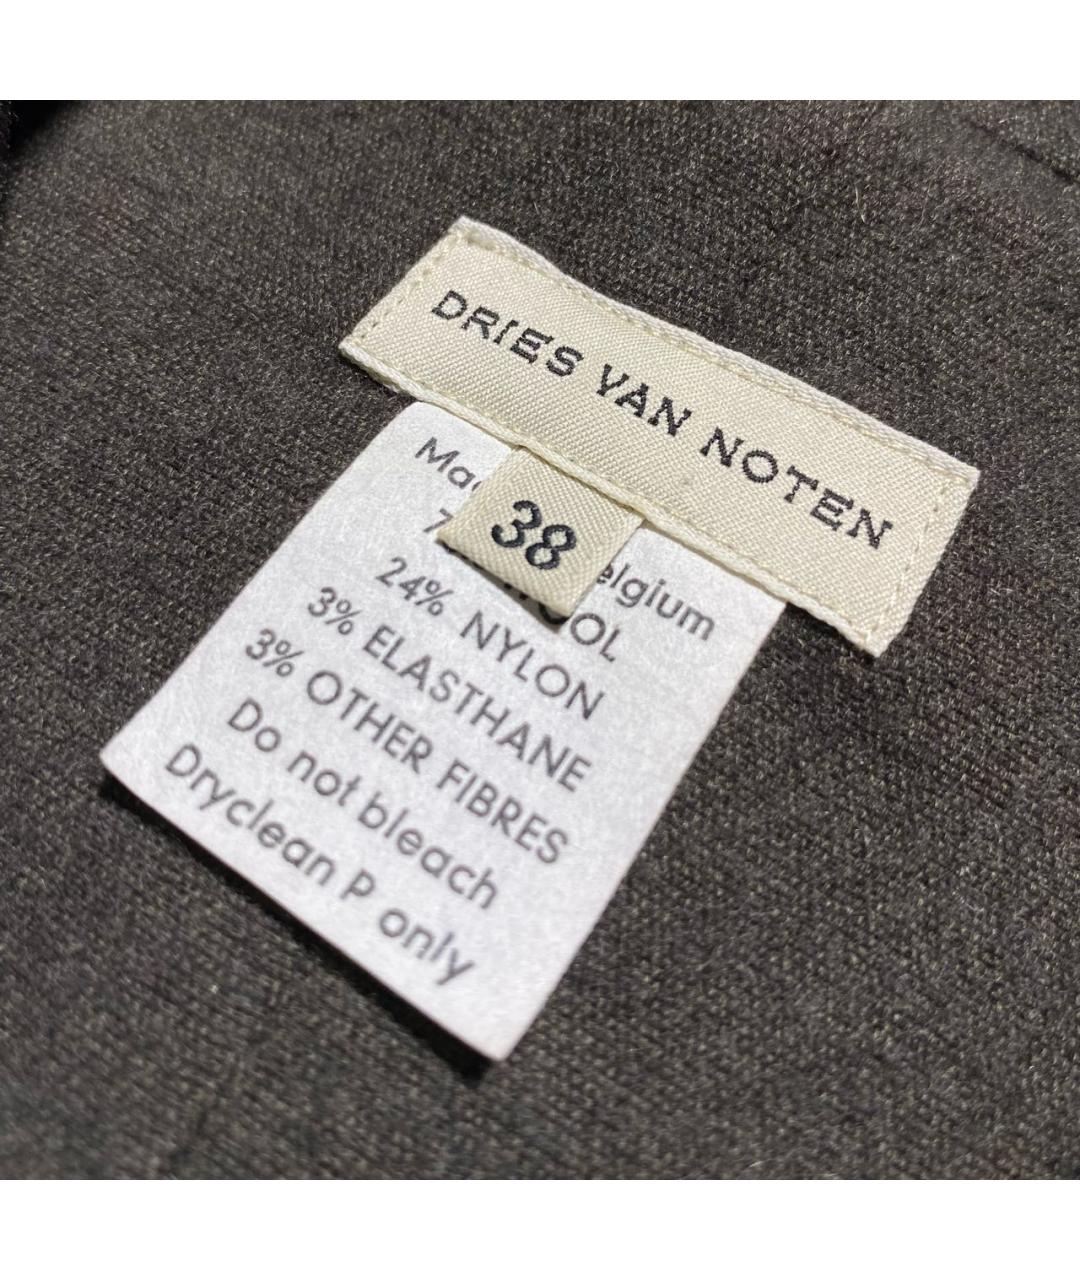 DRIES VAN NOTEN
38
24% NYLON
3% ELASTHANE
3% OTHER FIBRES
Do not bleach
Dryclean P only